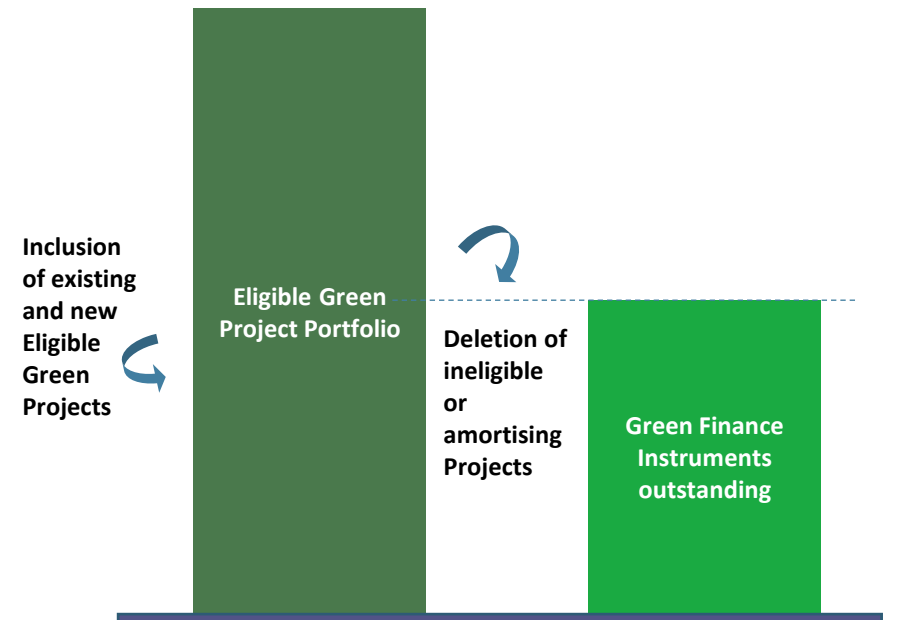 Inclusion
of existing
and new
Eligible
Green
Projects
Eligible Green
Project Portfolio
Deletion of
ineligible
or
amortising
Projects
Green Finance
Instruments
outstanding